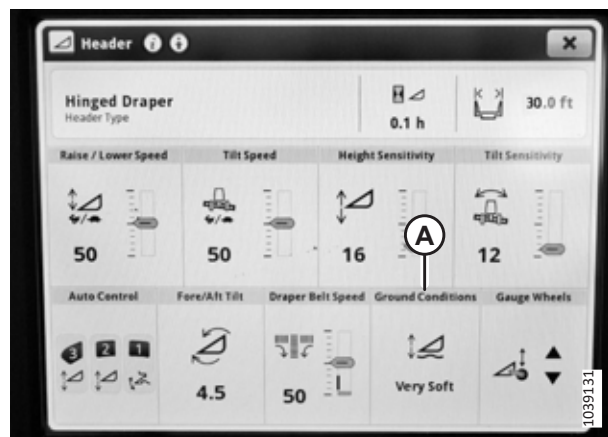 Header
Hinged Draper
Header Type
0.1 h
30.0 ft
Raise / Lower Speed
Tilt Speed
Height Sensitivity
Tilt Sensitivity
50
50
16
12
A
Auto Control
Fore/Aft Tilt
Draper Belt Speed
Ground Conditions
Gauge Wheels
3 2 1
4.5
50
Very Soft
1039131